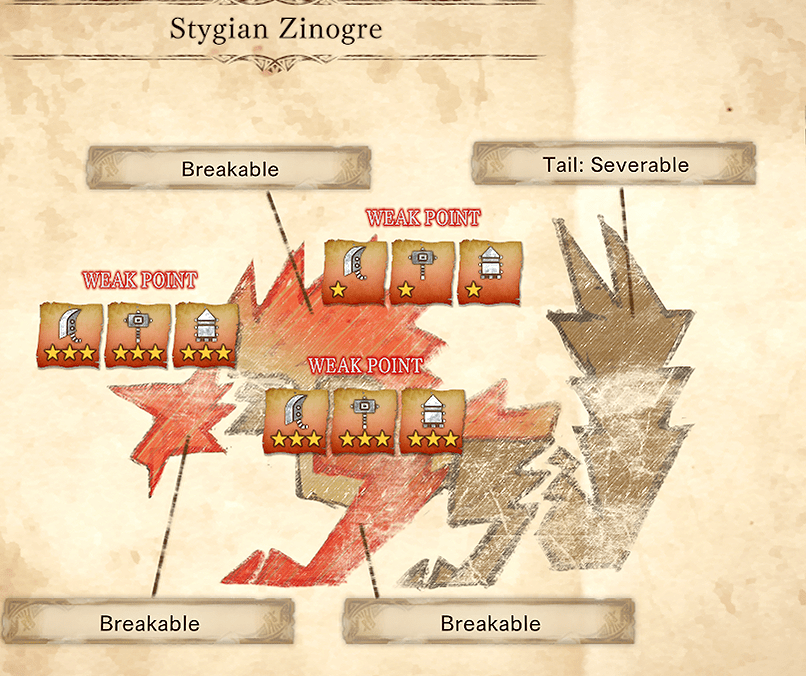 Stygian Zinogre
Breakable
Tail: Severable
WEAK POINT
WEAK POINT
WEAK POINT
Breakable
Breakable